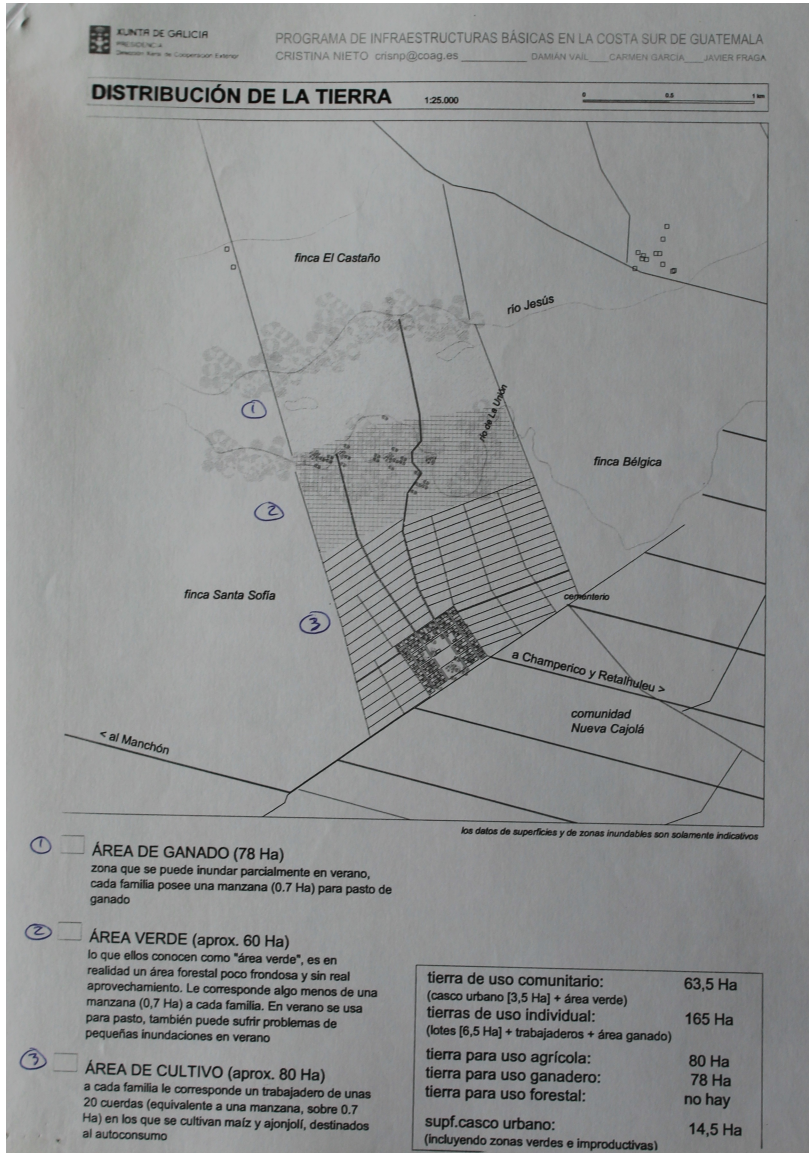 XUNTA DE GALICIA
PRESIDENCIA
Dirección Xeral de Cooperación Exterior
PROGRAMA DE INFRAESTRUCTURAS BÁSICAS EN LA COSTA SUR DE GUATEMALA
CRISTINA NIETO crisnp@coag.es ____________ DAMIÁN VAIL____CARMEN GARCÍA____JAVIER FRAGA
DISTRIBUCIÓN DE LA TIERRA 1:25.000
0 0.5 1 km
finca El Castaño
río Jesús
1
río de La Unión
finca Bélgica
2
finca Santa Sofía
cementerio
3
a Champerico y Retalhuleu >
comunidad
Nueva Cajolá
< al Manchón
los datos de superficies y de zonas inundables son solamente indicativos
1 ÁREA DE GANADO (78 Ha)
zona que se puede inundar parcialmente en verano,
cada familia posee una manzana (0.7 Ha) para pasto de
ganado
2 ÁREA VERDE (aprox. 60 Ha)
lo que ellos conocen como "área verde", es en
realidad un área forestal poco frondosa y sin real
aprovechamiento. Le corresponde algo menos de una
manzana (0,7 Ha) a cada familia. En verano se usa
para pasto, también puede sufrir problemas de
pequeñas inundaciones en verano
3 ÁREA DE CULTIVO (aprox. 80 Ha)
a cada familia le corresponde un trabajadero de unas
20 cuerdas (equivalente a una manzana, sobre 0.7
Ha) en los que se cultivan maíz y ajonjolí, destinados
al autoconsumo
tierra de uso comunitario: 63,5 Ha
(casco urbano [3,5 Ha] + área verde)
tierras de uso individual: 165 Ha
(lotes [6,5 Ha] + trabajaderos + área ganado)
tierra para uso agrícola: 80 Ha
tierra para uso ganadero: 78 Ha
tierra para uso forestal: no hay
supf.casco urbano: 14,5 Ha
(incluyendo zonas verdes e improductivas)